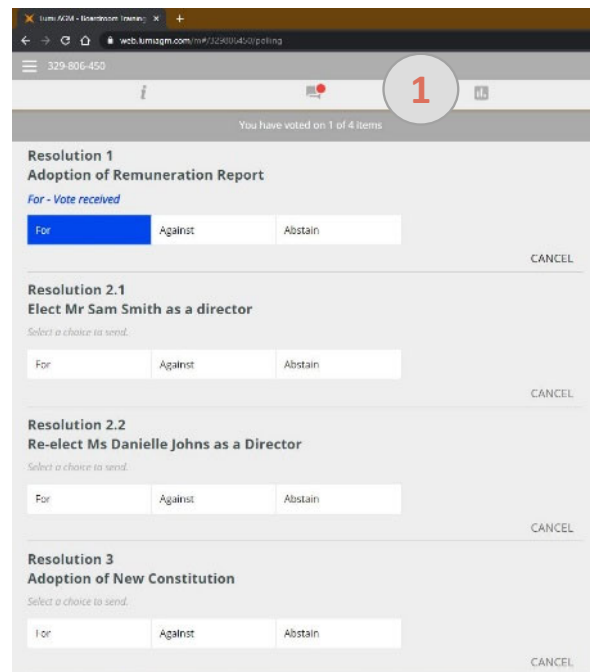 Lumi AGM - Boardroom Training
web.lumiagm.com/m#/329806450/polling
329-806-450
i
1
You have voted on 1 of 4 items
Resolution 1
Adoption of Remuneration Report
For - Vote received
For Against Abstain
CANCEL
Resolution 2.1
Elect Mr Sam Smith as a director
Select a choice to send.
For Against Abstain
CANCEL
Resolution 2.2
Re-elect Ms Danielle Johns as a Director
Select a choice to send.
For Against Abstain
CANCEL
Resolution 3
Adoption of New Constitution
Select a choice to send.
For Against Abstain
CANCEL